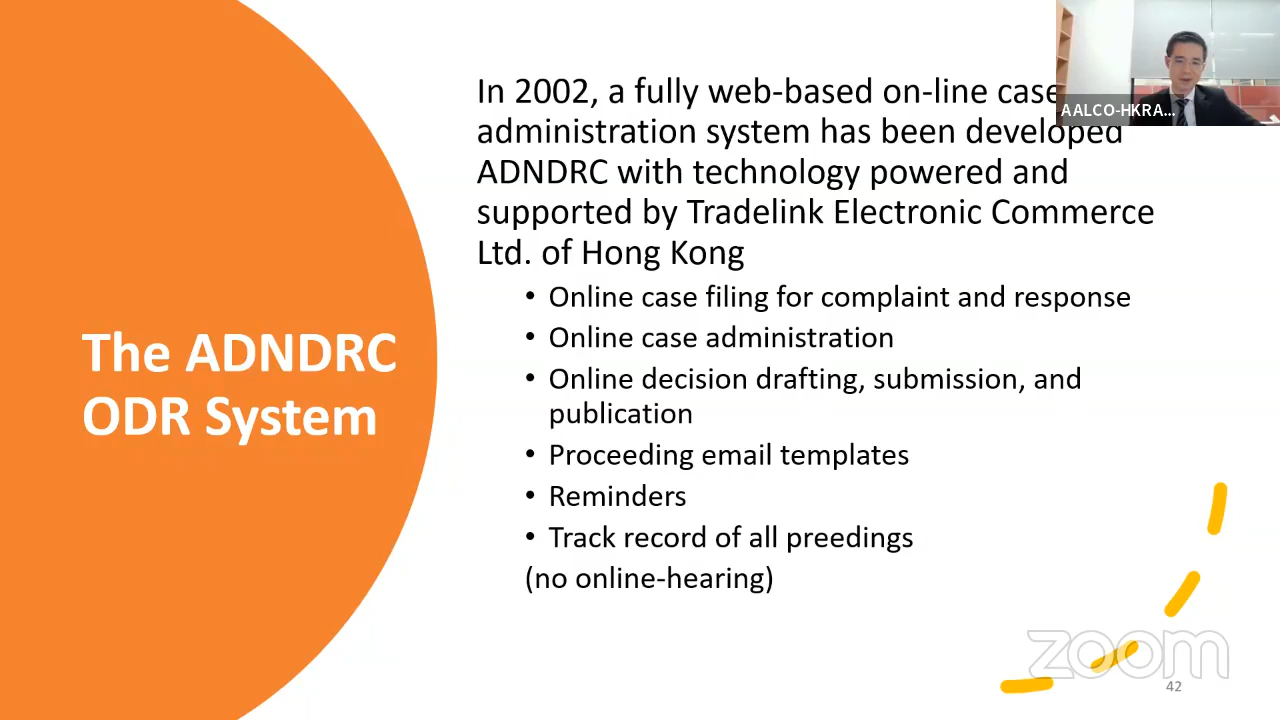 In 2002, a fully web-based on-line case
administration system has been developed
ADNDRC with technology powered and
supported by Tradelink Electronic Commerce
Ltd. of Hong Kong
• Online case filing for complaint and response
• Online case administration
• Online decision drafting, submission, and
publication
• Proceeding email templates
• Reminders
• Track record of all preedings
(no online-hearing)
The ADNDRC
ODR System
AALCO-HKRA...
zoom
42